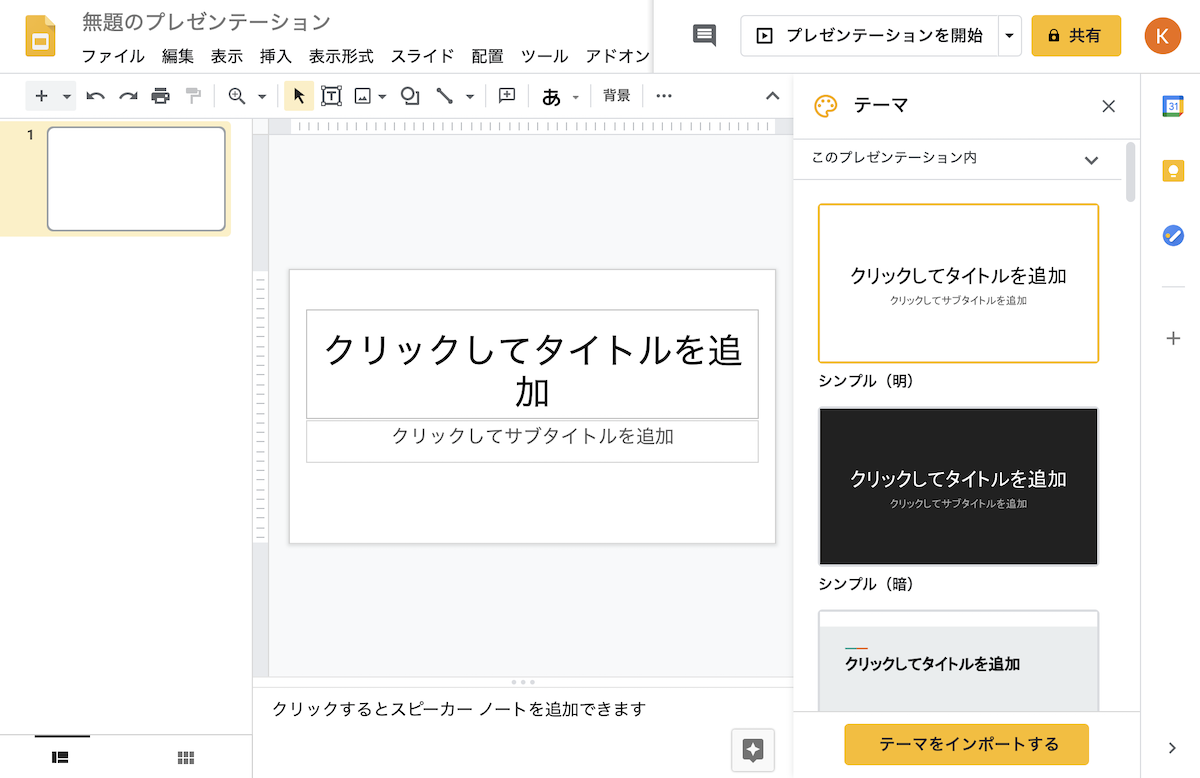 無題のプレゼンテーション
ファイル 編集 表示 挿入 表示形式 スライド 配置 ツール アドオン
プレゼンテーションを開始
共有
K
あ
背景
1
クリックしてタイトルを追
加
クリックしてサブタイトルを追加
クリックするとスピーカー ノートを追加できます
テーマ
このプレゼンテーション内
クリックしてタイトルを追加
クリックしてサブタイトルを追加
シンプル（明）
クリックしてタイトルを追加
クリックしてサブタイトルを追加
シンプル（暗）
クリックしてタイトルを追加
テーマをインポートする
31